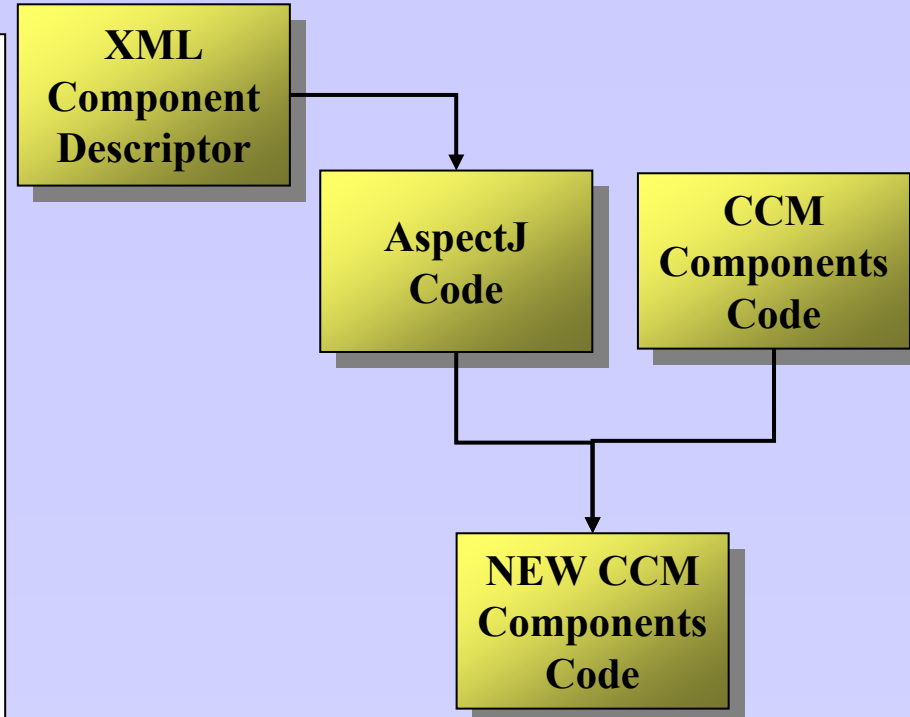 XML
Component
Descriptor
AspectJ
Code
CCM
Components
Code
NEW CCM
Components
Code